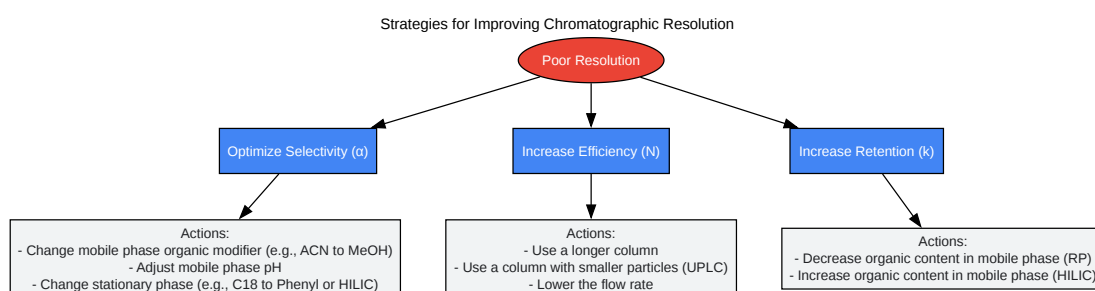 Strategies for Improving Chromatographic Resolution
Poor Resolution
Optimize Selectivity (α)
Increase Efficiency (N)
Increase Retention (k)
Actions:
- Change mobile phase organic modifier (e.g., ACN to MeOH)
- Adjust mobile phase pH
- Change stationary phase (e.g., C18 to Phenyl or HILIC)
Actions:
- Use a longer column
- Use a column with smaller particles (UPLC)
- Lower the flow rate
Actions:
- Decrease organic content in mobile phase (RP)
- Increase organic content in mobile phase (HILIC)